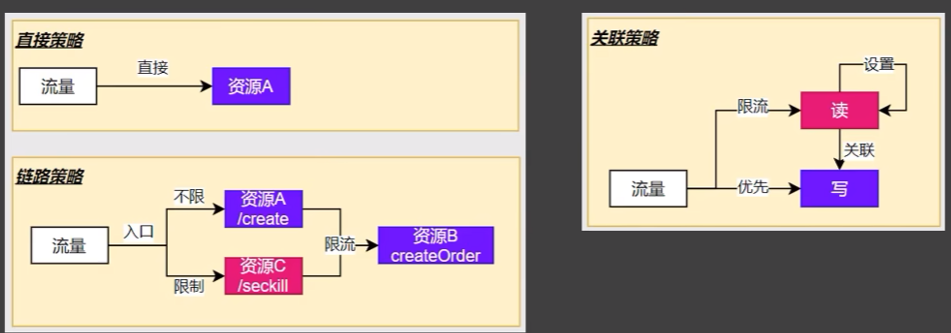 直接策略
流量
直接
资源A
链路策略
流量
入口
不限
资源A
/create
限制
资源C
/seckill
限流
资源B
createOrder
关联策略
设置
限流
读
关联
流量
优先
写